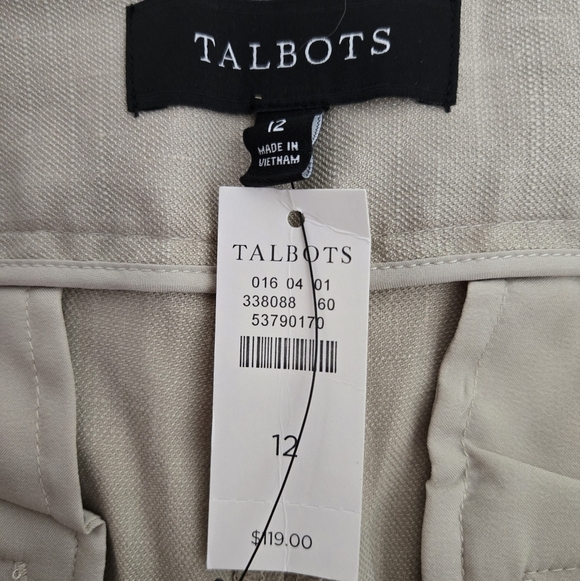 TALBOTS
12
MADE IN
VIETNAM
TALBOTS
016 04 01
338088 60
53790170
12
$119.00